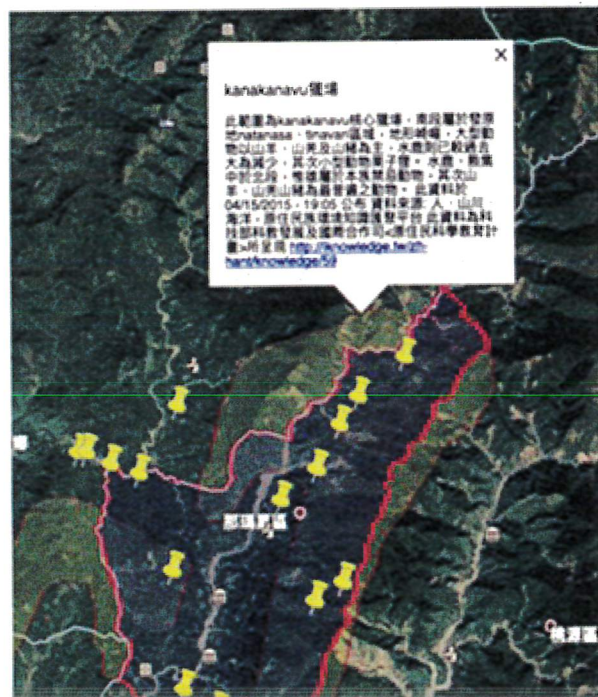 kanakanavu獵場
此範圍為kanakanavu核心獵場,南段屬於發源
地natanasa、tinavan區域,地形崎嶇,大型動
物以山羊、山羌及山豬為主,水鹿則已較過去
大為減少,其次小型動物果子狸。水鹿、熊集
中於北段,惟雄屬於本族禁忌動物,其次山
羊、山羌山豬為最普遍之動物。此資料於
04/15/2015,19:05 公布 資料來源: 人、山川、
海洋,原住民族環境知識匯聚平台 此資料為科
技部科教發展及國際合作司<原住民科學教育計
畫>所呈現 http://iknowledge.tw/zh-
hant/knowledge/59
那瑪夏區
桃源區